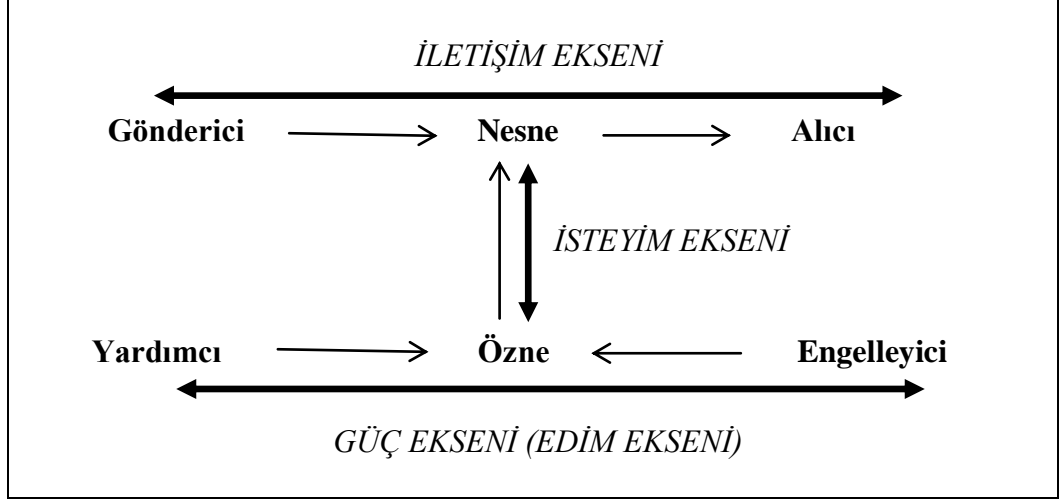 İLETİŞİM EKSENİ
Gönderici Nesne Alıcı
İSTEYİM EKSENİ
Yardımcı Özne Engelleyici
GÜÇ EKSENİ (EDİM EKSENİ)